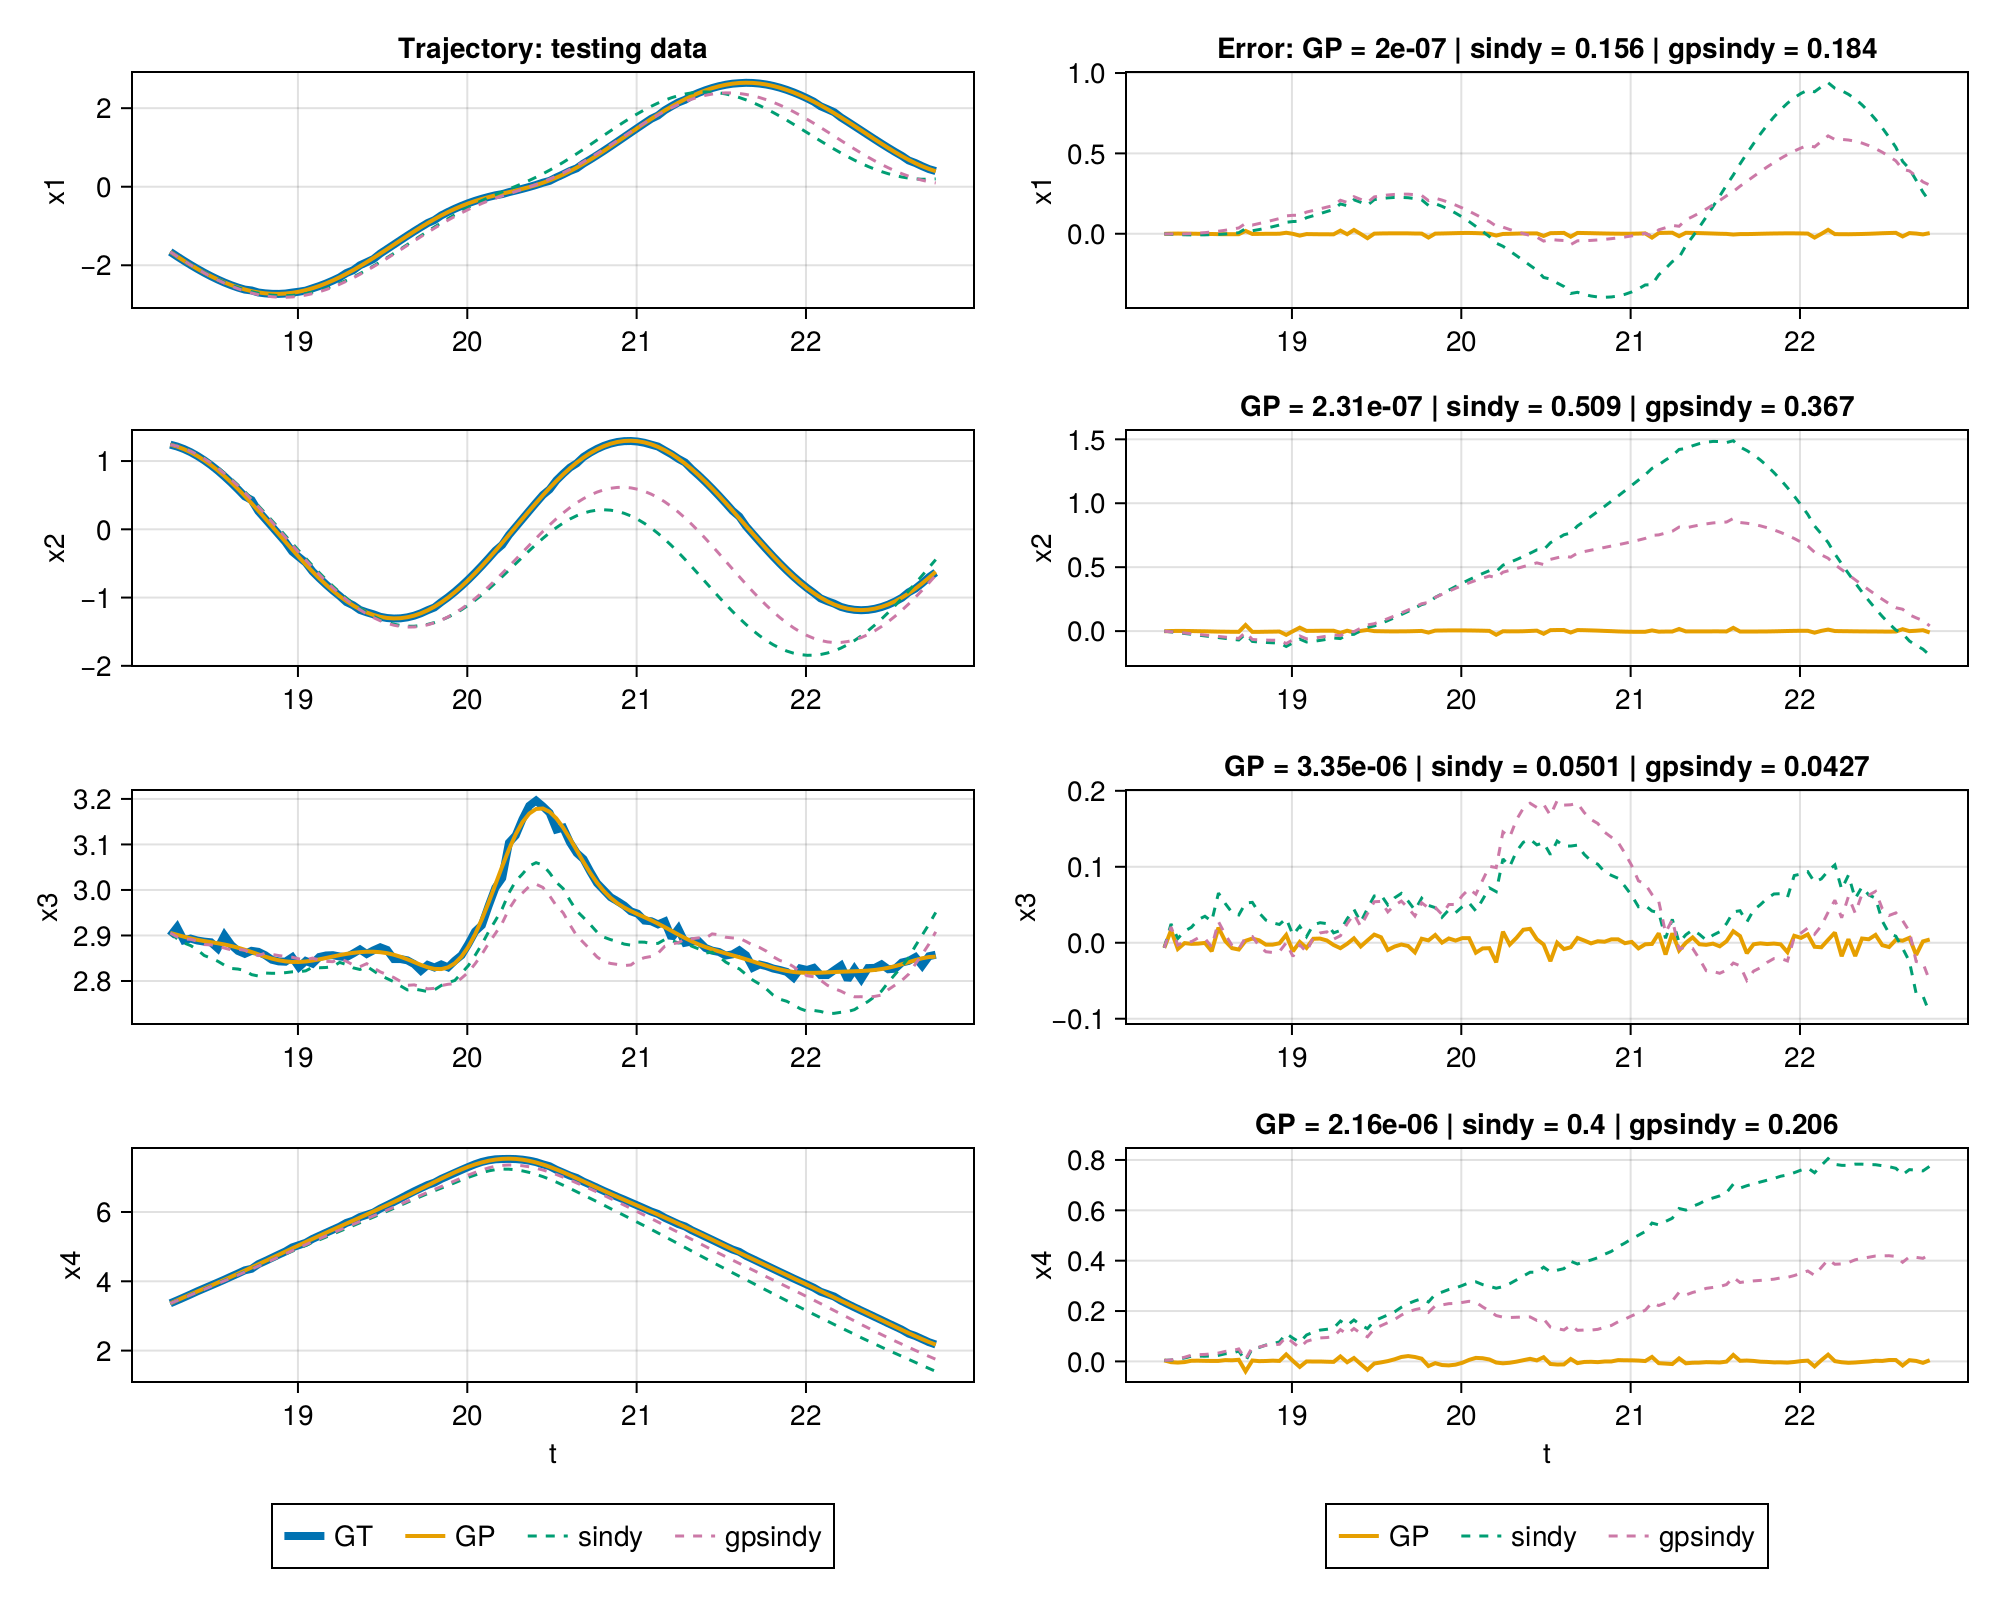 Trajectory: testing data
x1
2
0
−2
19 20 21 22
Error: GP = 2e-07 | sindy = 0.156 | gpsindy = 0.184
x1
1.0
0.5
0.0
19 20 21 22
x2
1
0
−1
−2
19 20 21 22
GP = 2.31e-07 | sindy = 0.509 | gpsindy = 0.367
x2
1.5
1.0
0.5
0.0
19 20 21 22
x3
3.2
3.1
3.0
2.9
2.8
19 20 21 22
GP = 3.35e-06 | sindy = 0.0501 | gpsindy = 0.0427
x3
0.2
0.1
0.0
−0.1
19 20 21 22
x4
6
4
2
19 20 21 22
t
GP = 2.16e-06 | sindy = 0.4 | gpsindy = 0.206
x4
0.8
0.6
0.4
0.2
0.0
19 20 21 22
t
GT GP sindy gpsindy
GP sindy gpsindy